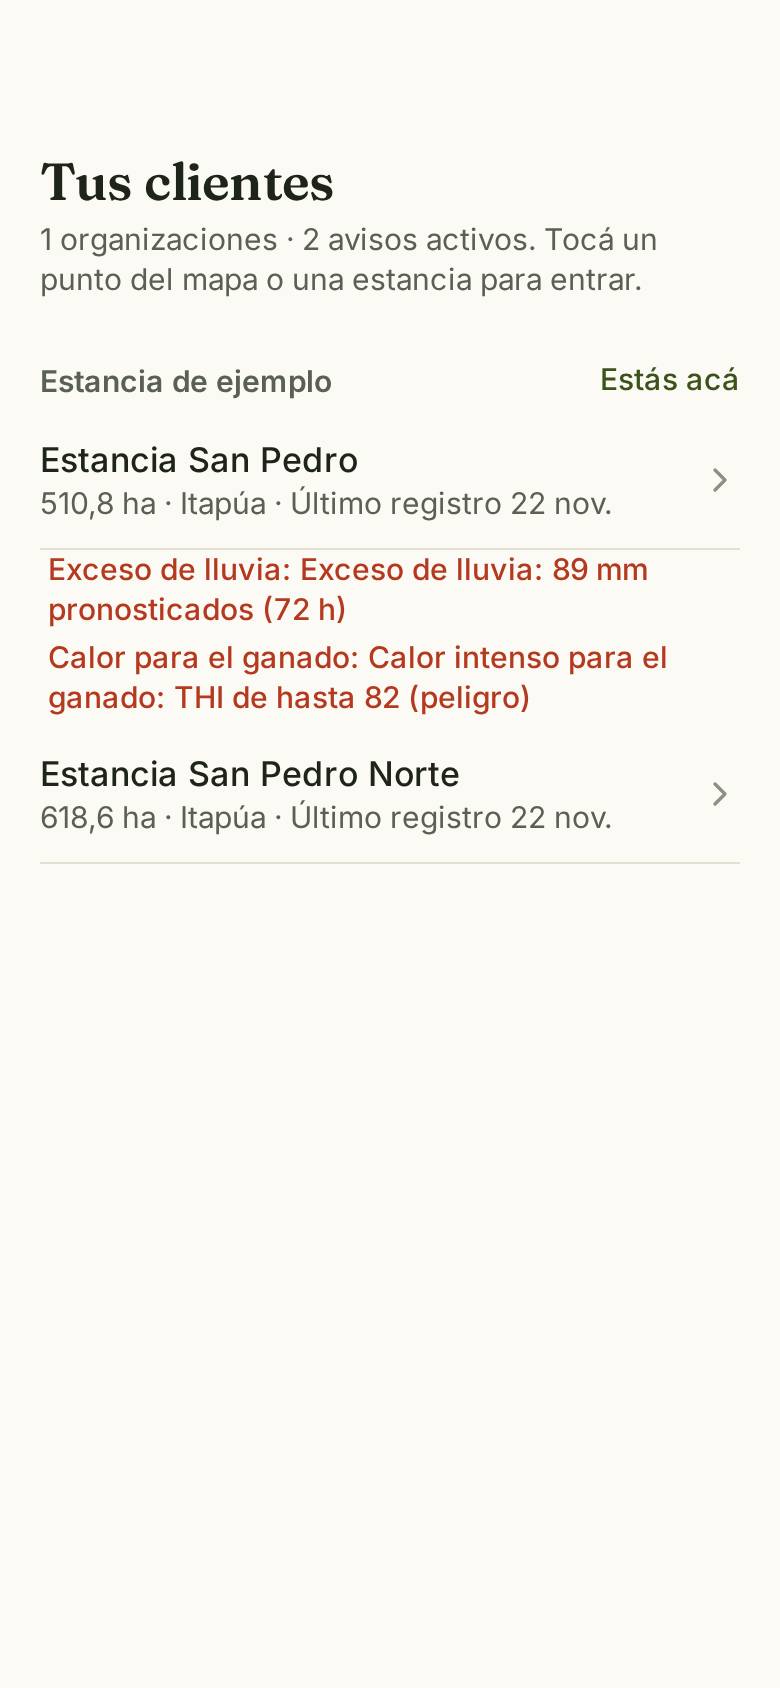 Tus clientes
1 organizaciones · 2 avisos activos. Tocá un
punto del mapa o una estancia para entrar.
Estancia de ejemplo
Estás acá
Estancia San Pedro
510,8 ha · Itapúa · Último registro 22 nov.
Exceso de lluvia: Exceso de lluvia: 89 mm
pronosticados (72 h)
Calor para el ganado: Calor intenso para el
ganado: THI de hasta 82 (peligro)
Estancia San Pedro Norte
618,6 ha · Itapúa · Último registro 22 nov.